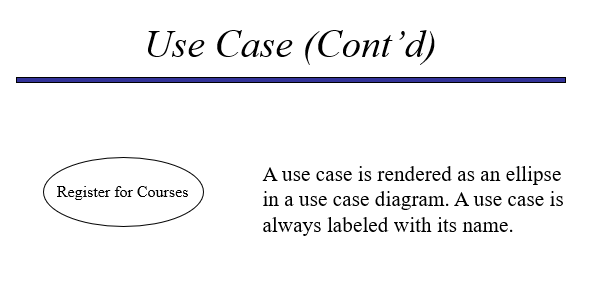 Use Case (Cont’d)
Register for Courses
A use case is rendered as an ellipse
in a use case diagram. A use case is
always labeled with its name.